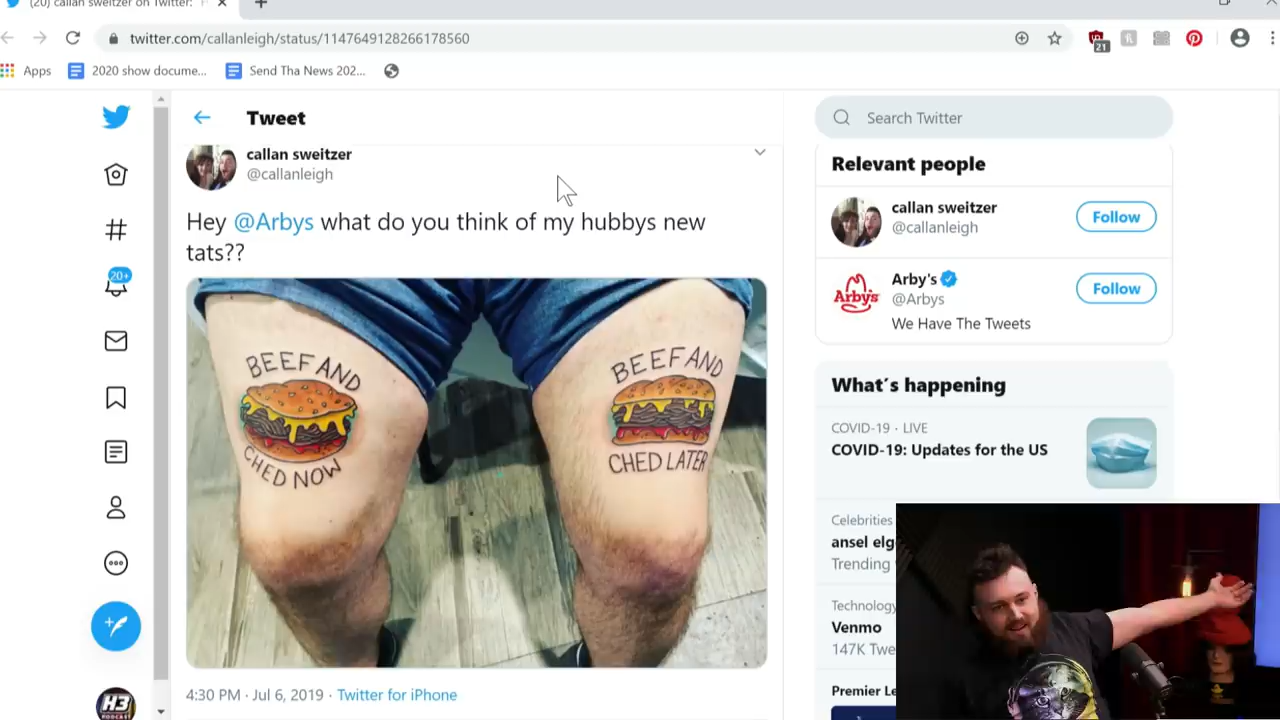 (20) callan sweitzer on Twitter:
twitter.com/callanleigh/status/1147649128266178560
21
Apps
2020 show docume...
Send Tha News 202...
Tweet
Search Twitter
callan sweitzer
@callanleigh
Hey @Arbys what do you think of my hubbys new
tats??
BEEF AND
CHED NOW
BEEF AND
CHED LATER
4:30 PM · Jul 6, 2019 · Twitter for iPhone
20+
H3
PODCAST
Relevant people
callan sweitzer
@callanleigh
Follow
Arby's
@Arbys
Follow
We Have The Tweets
Arby's
What's happening
COVID-19 · LIVE
COVID-19: Updates for the US
Celebrities
ansel elg
Trending
Technology
Venmo
147K Twe
Premier Le